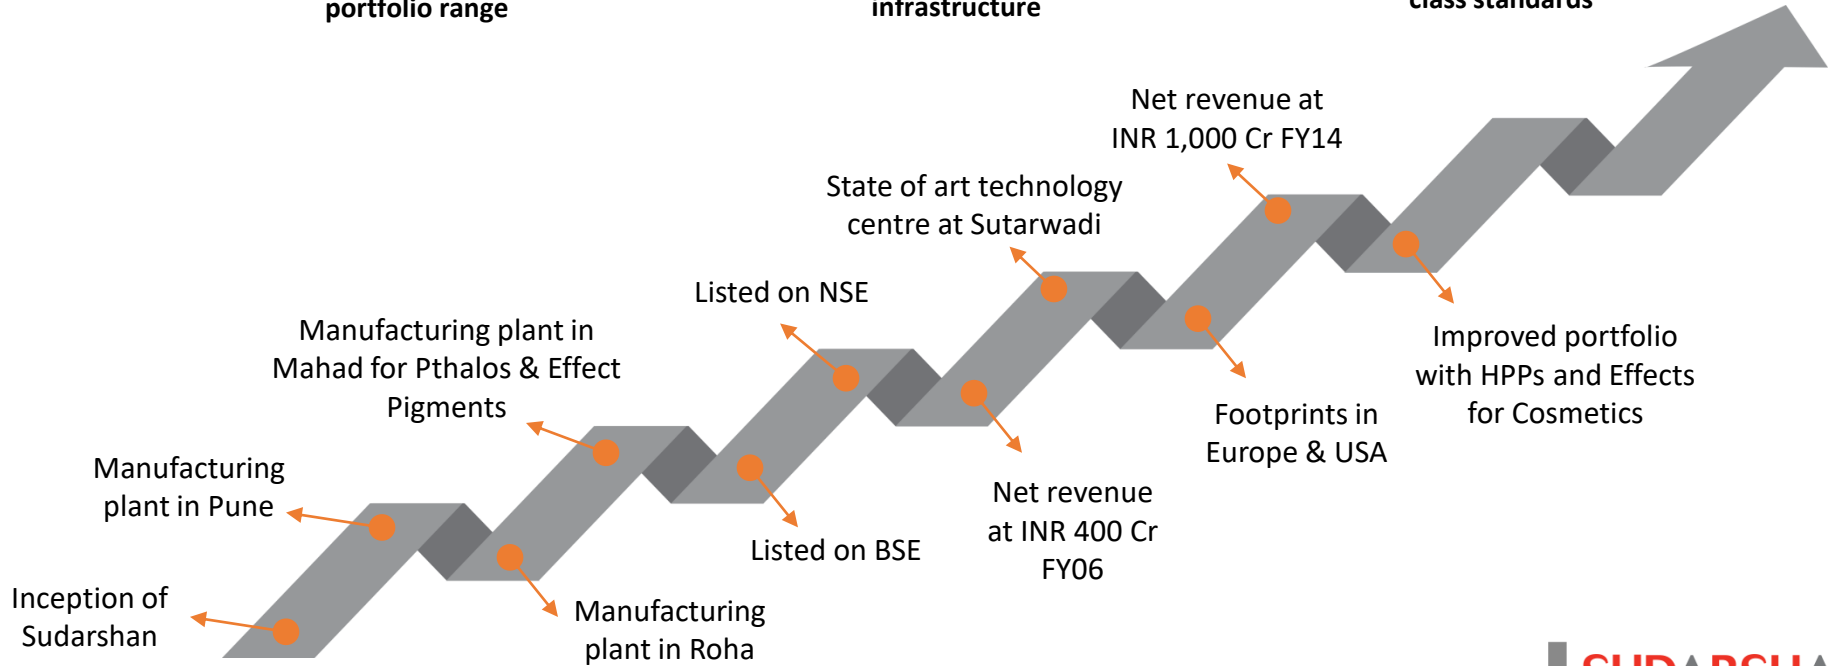 portfolio range
infrastructure
class standards
Net revenue at
INR 1,000 Cr FY14
State of art technology
centre at Sutarwadi
Listed on NSE
Manufacturing plant in
Mahad for Pthalos & Effect
Pigments
Improved portfolio
with HPPs and Effects
for Cosmetics
Footprints in
Europe & USA
Manufacturing
plant in Pune
Net revenue
at INR 400 Cr
FY06
Listed on BSE
Inception of
Sudarshan
Manufacturing
plant in Roha